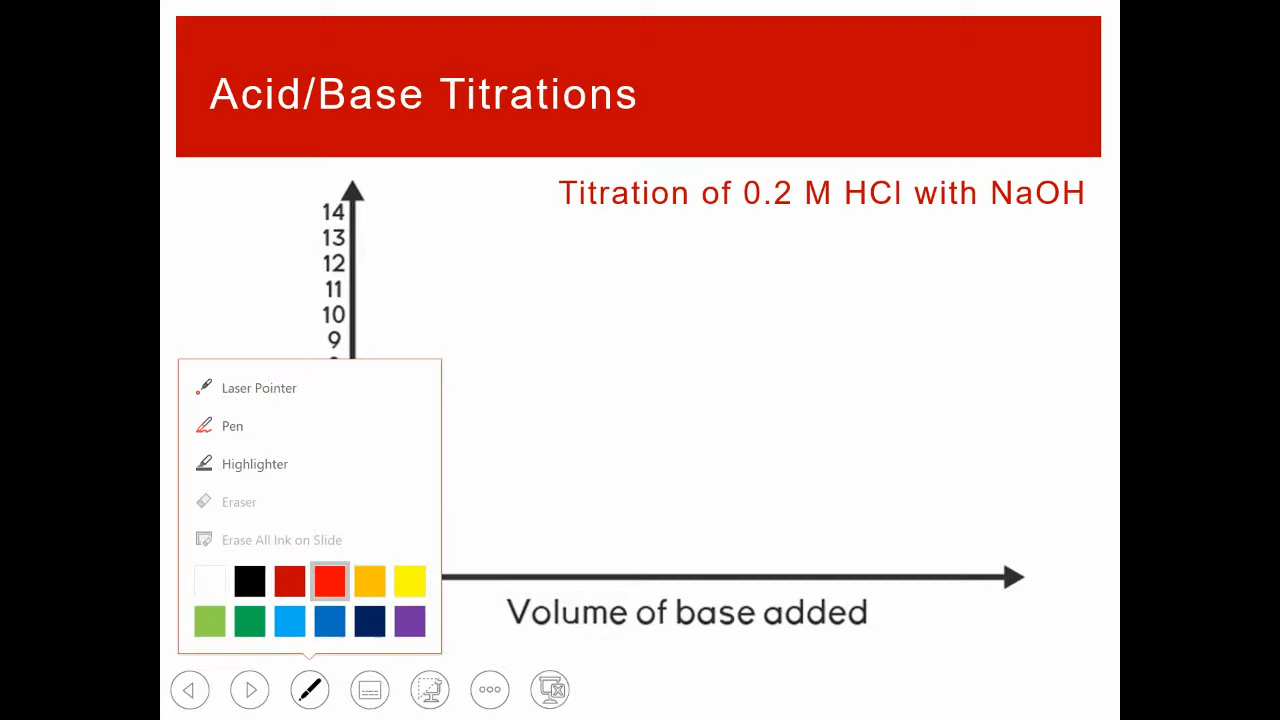 Acid/Base Titrations
Titration of 0.2 M HCl with NaOH
14
13
12
11
10
9
Laser Pointer
Pen
Highlighter
Eraser
Erase All Ink on Slide
Volume of base added